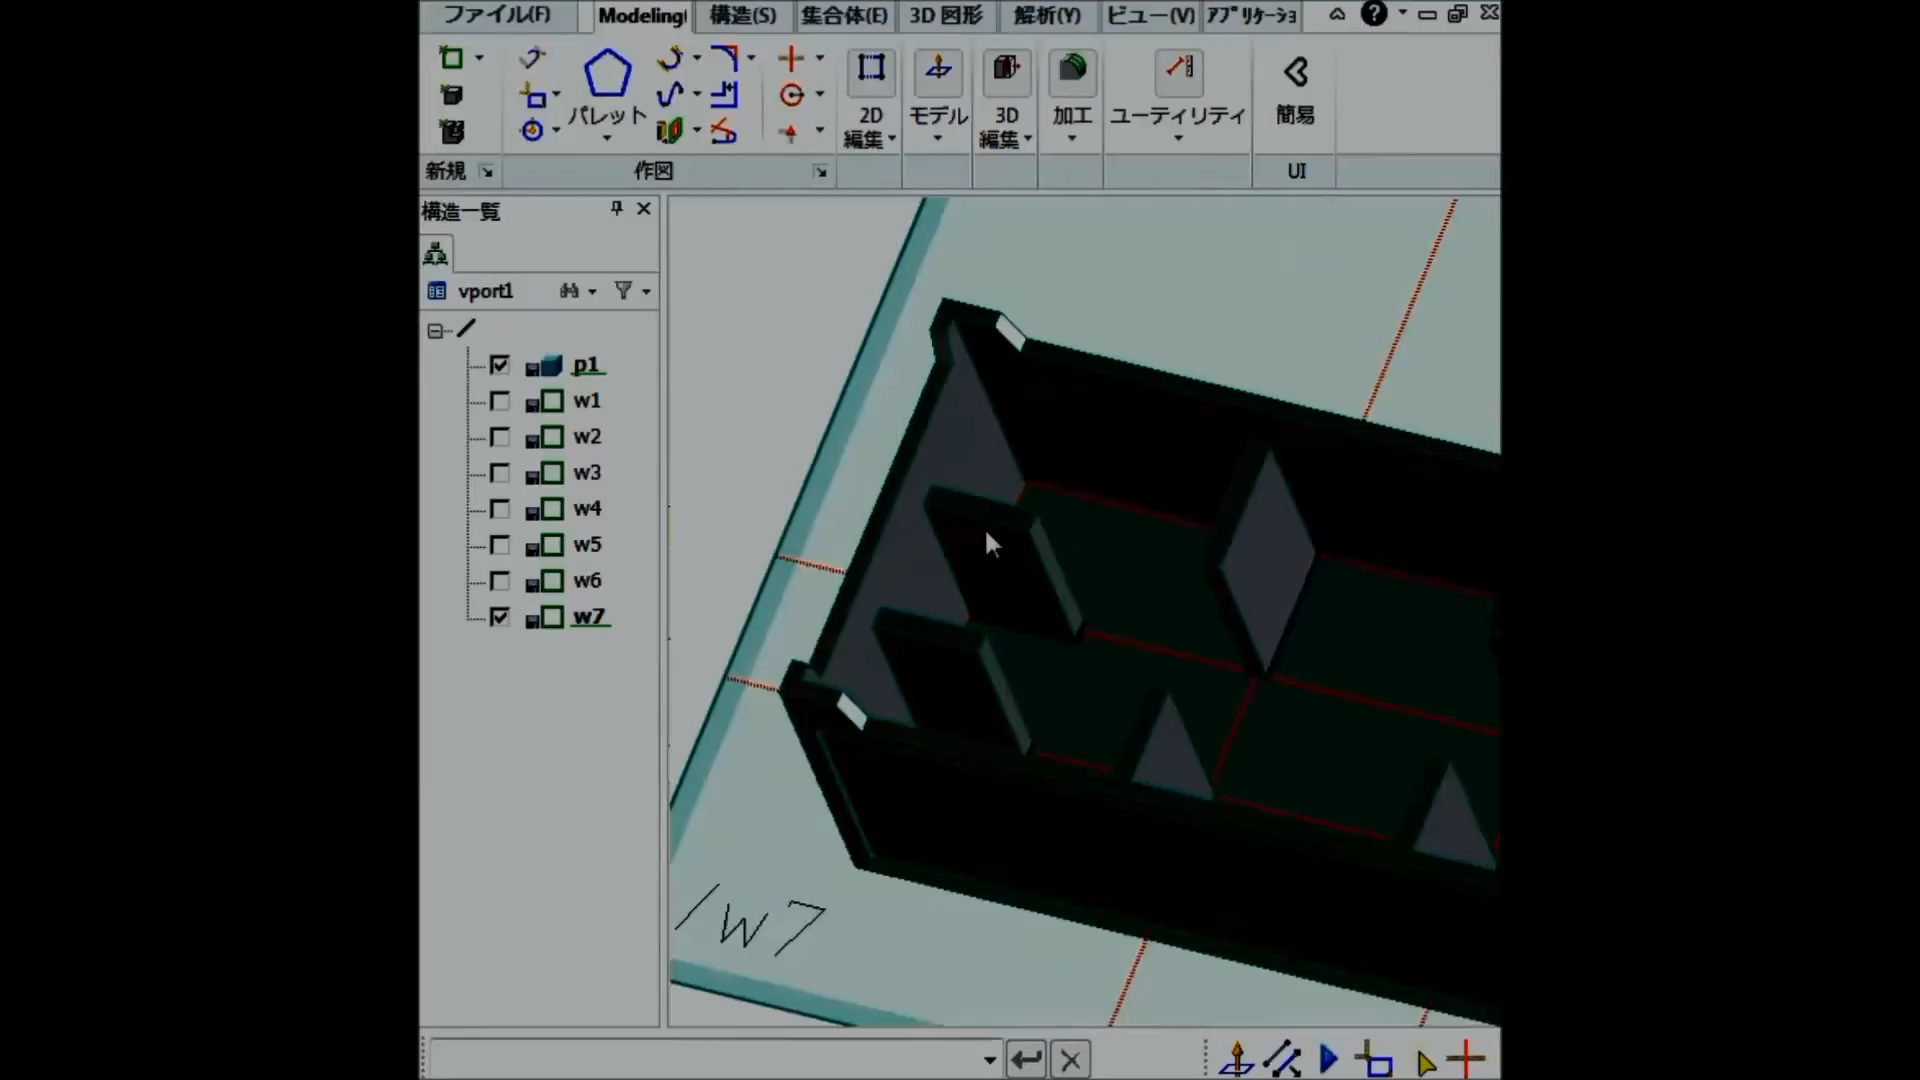 ファイル(F) Modeling( 構造(S) 集合体(E) 3D 図形 解析(Y) ビュー(V) ｱﾌﾟﾘｹｰｼｮ
パレット 2D 編集 モデル 3D 編集 加工 ユーティリティ 簡易
新規 作図 UI
構造一覧
vport1
p1
w1
w2
w3
w4
w5
w6
w7
/W7